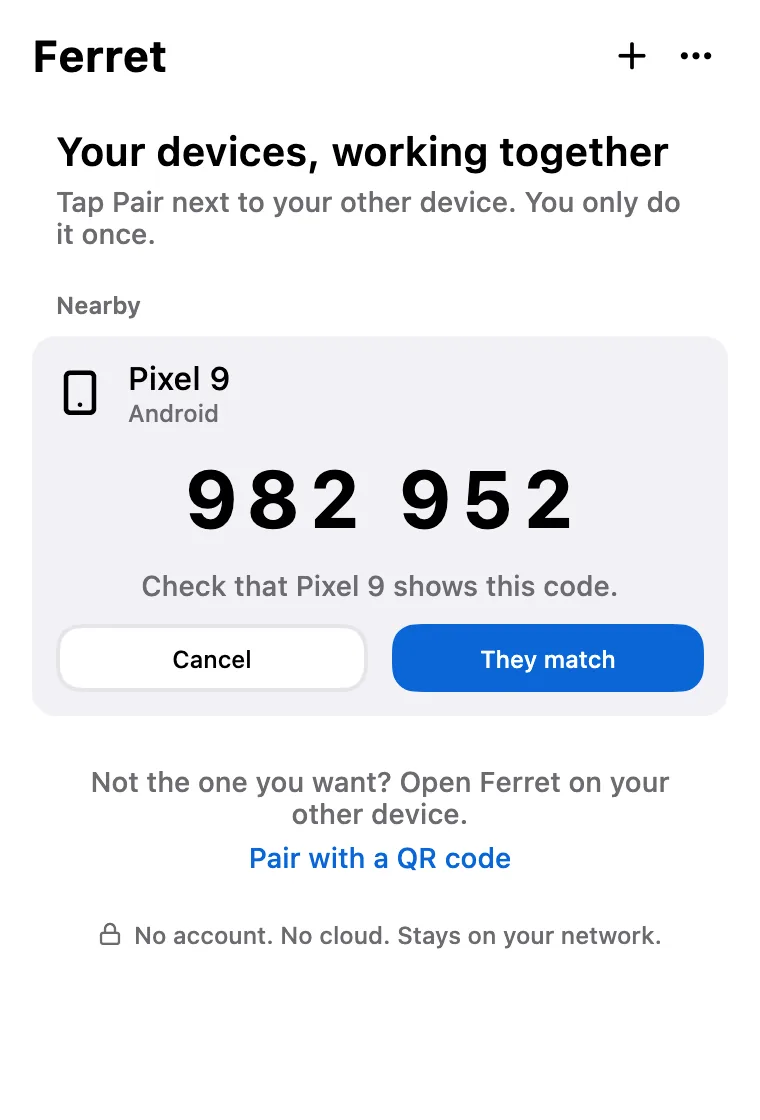 Ferret
Your devices, working together
Tap Pair next to your other device. You only do
it once.
Nearby
Pixel 9
Android
982 952
Check that Pixel 9 shows this code.
Cancel
They match
Not the one you want? Open Ferret on your
other device.
Pair with a QR code
No account. No cloud. Stays on your network.